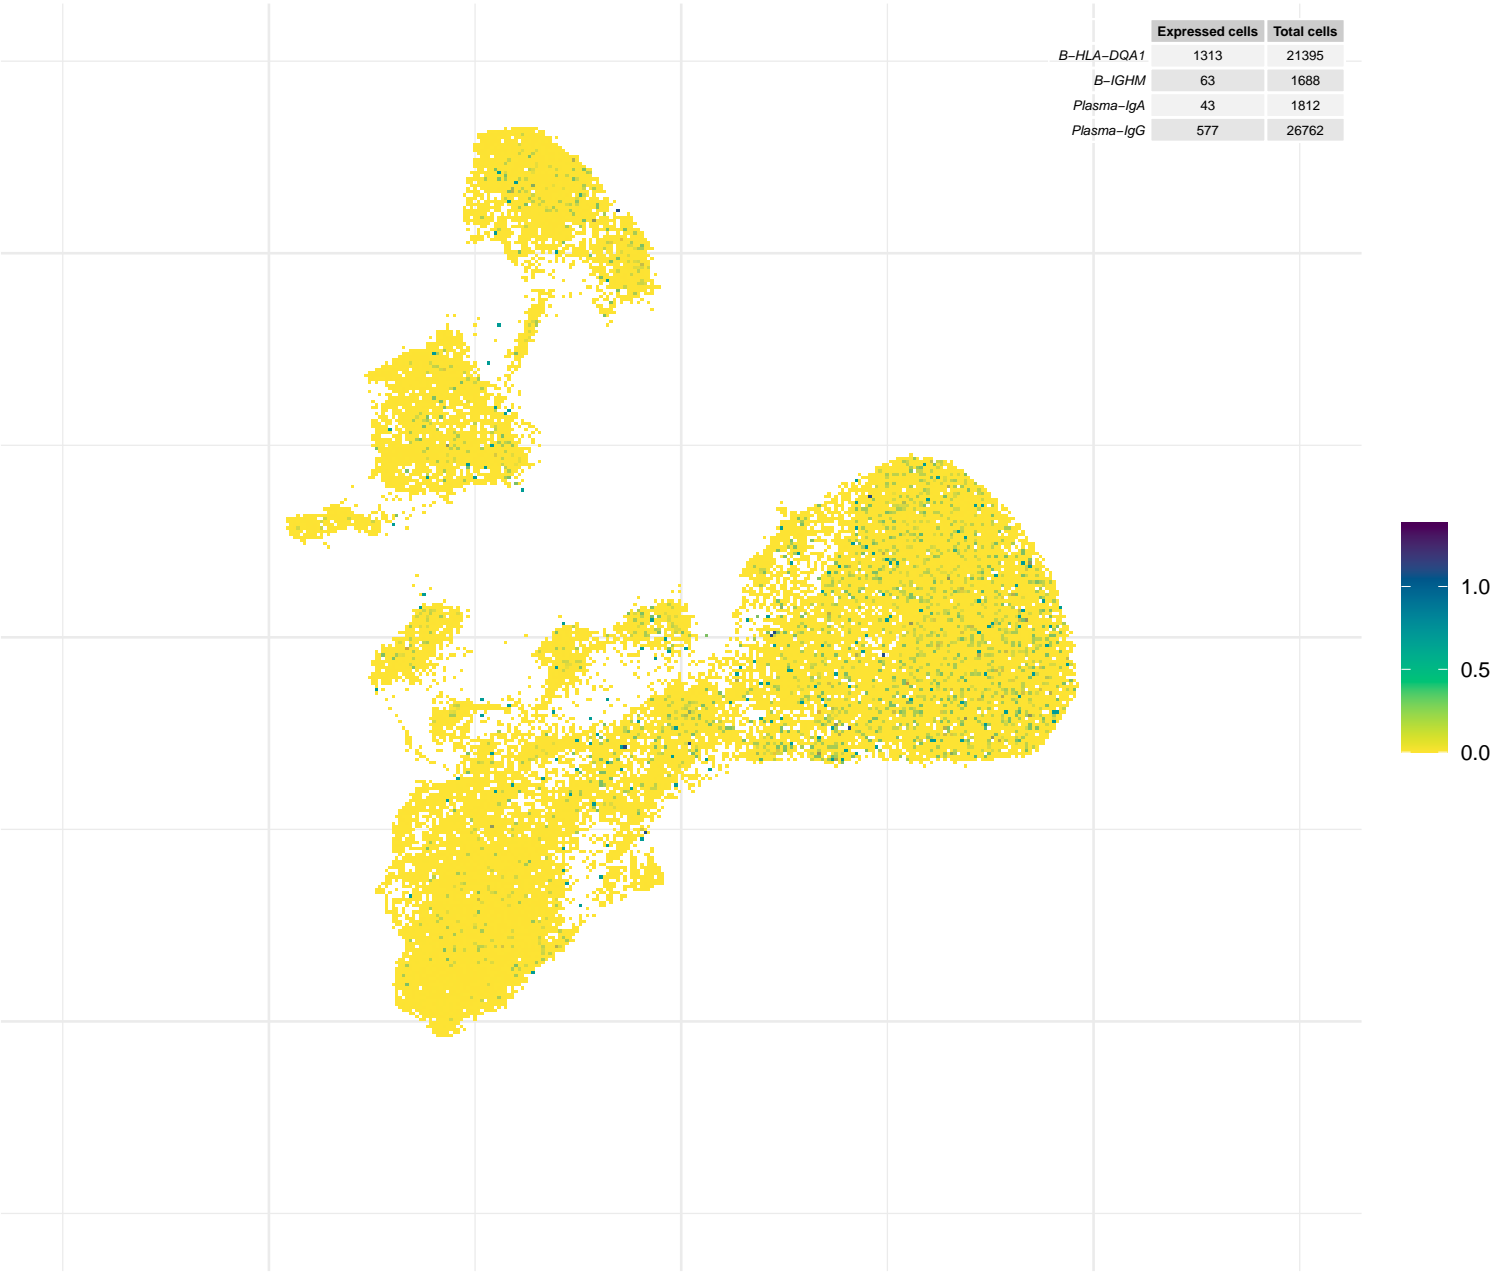 Expressed cells Total cells
B-HLA-DQA1 1313 21395
B-IGHM 63 1688
Plasma-IgA 43 1812
Plasma-IgG 577 26762
1.0
0.5
0.0